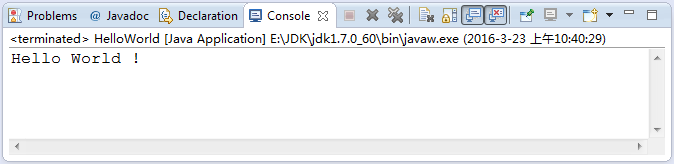 Problems @ Javadoc Declaration Console
<terminated> HelloWorld [Java Application] E:\JDK\jdk1.7.0_60\bin\javaw.exe (2016-3-23 上午10:40:29)
Hello World !